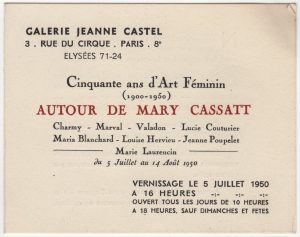 GALERIE JEANNE CASTEL
3 . RUE DU CIRQUE . PARIS . 8e
ELYSÉES 71-24
Cinquante ans d'Art Féminin
(1900-1950)
AUTOUR DE MARY CASSATT
Charmy - Marval - Valadon - Lucie Couturier
Maria Blanchard - Louise Hervieu - Jeanne Poupelet
Marie Laurencin
du 5 Juillet au 14 Août 1950
VERNISSAGE LE 5 JUILLET 1950
A 16 HEURES -:- -:- -:-
OUVERT TOUS LES JOURS DE 10 HEURES
A 18 HEURES, SAUF DIMANCHES ET FETES